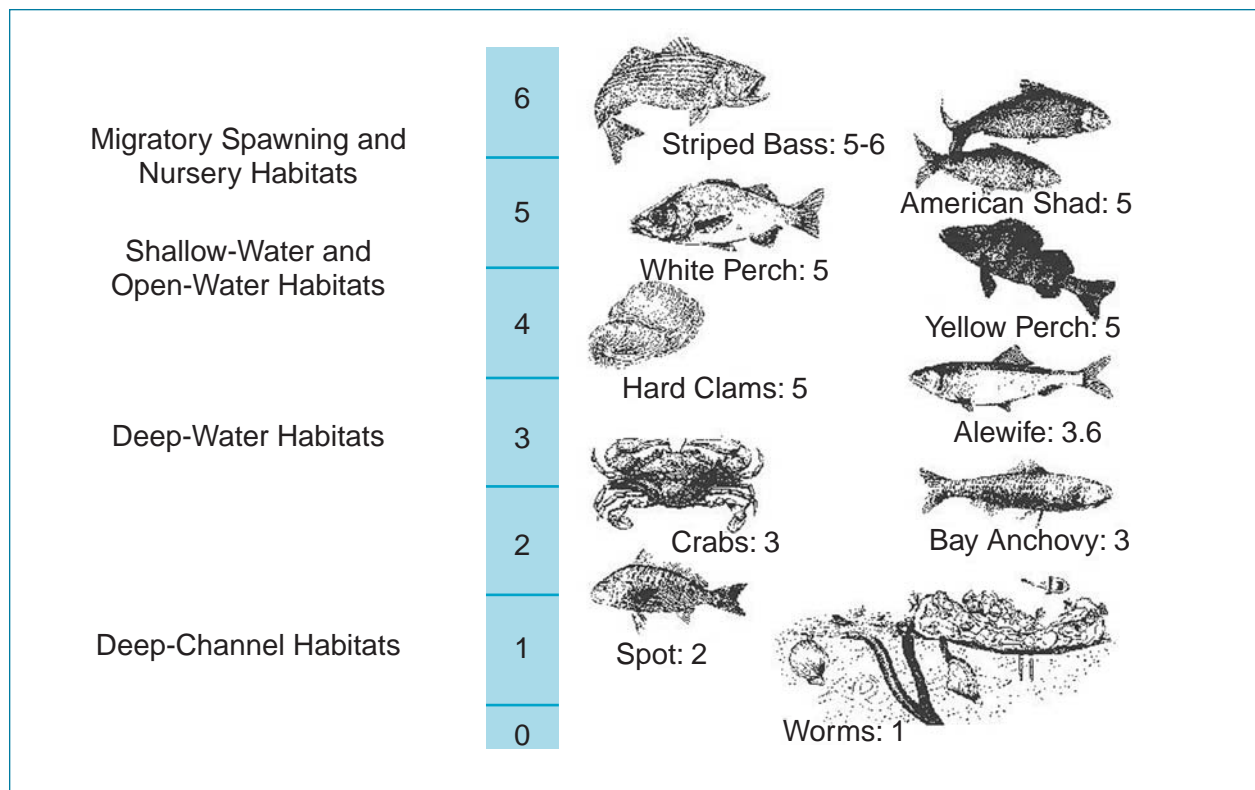 Migratory Spawning and
Nursery Habitats
Shallow-Water and
Open-Water Habitats
Deep-Water Habitats
Deep-Channel Habitats
6
5
4
3
2
1
0
Striped Bass: 5-6
American Shad: 5
White Perch: 5
Yellow Perch: 5
Hard Clams: 5
Alewife: 3.6
Crabs: 3
Bay Anchovy: 3
Spot: 2
Worms: 1